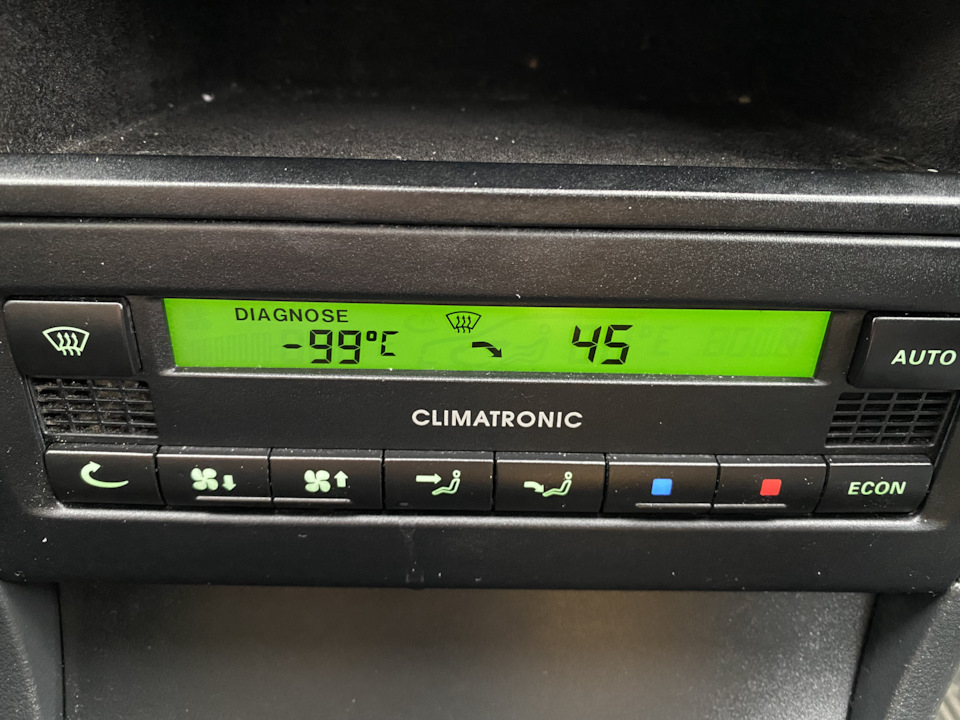 DIAGNOSE
-99°C 45
AUTO
CLIMATRONIC
ECON